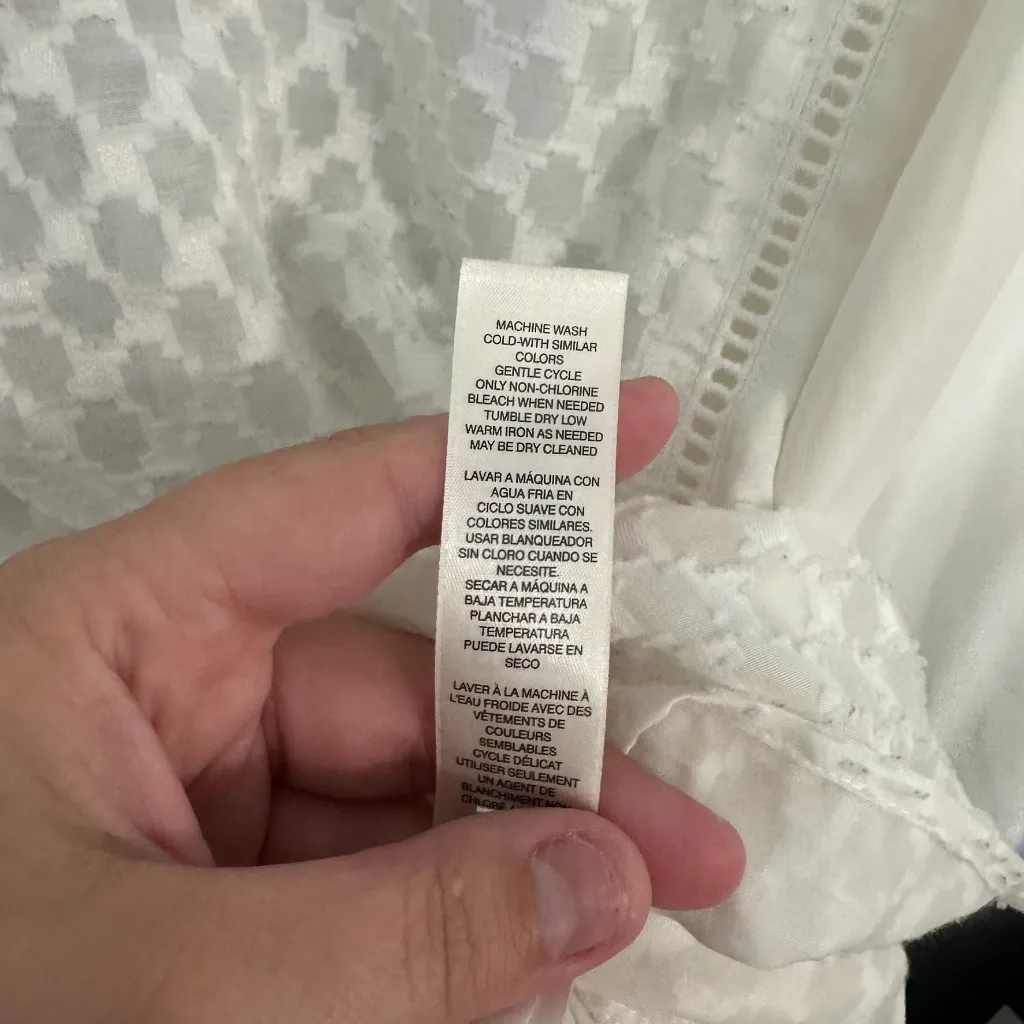 MACHINE WASH
COLD-WITH SIMILAR
COLORS
GENTLE CYCLE
ONLY NON-CHLORINE
BLEACH WHEN NEEDED
TUMBLE DRY LOW
WARM IRON AS NEEDED
MAY BE DRY CLEANED
LAVAR A MÁQUINA CON
AGUA FRIA EN
CICLO SUAVE CON
COLORES SIMILARES.
USAR BLANQUEADOR
SIN CLORO CUANDO SE
NECESITE.
SECAR A MÁQUINA A
BAJA TEMPERATURA
PLANCHAR A BAJA
TEMPERATURA
PUEDE LAVARSE EN
SECO
LAVER À LA MACHINE À
L'EAU FROIDE AVEC DES
VÊTEMENTS DE
COULEURS
SEMBLABLES
CYCLE DÉLICAT
UTILISER SEULEMENT
UN AGENT DE
BLANCHIMENT NON